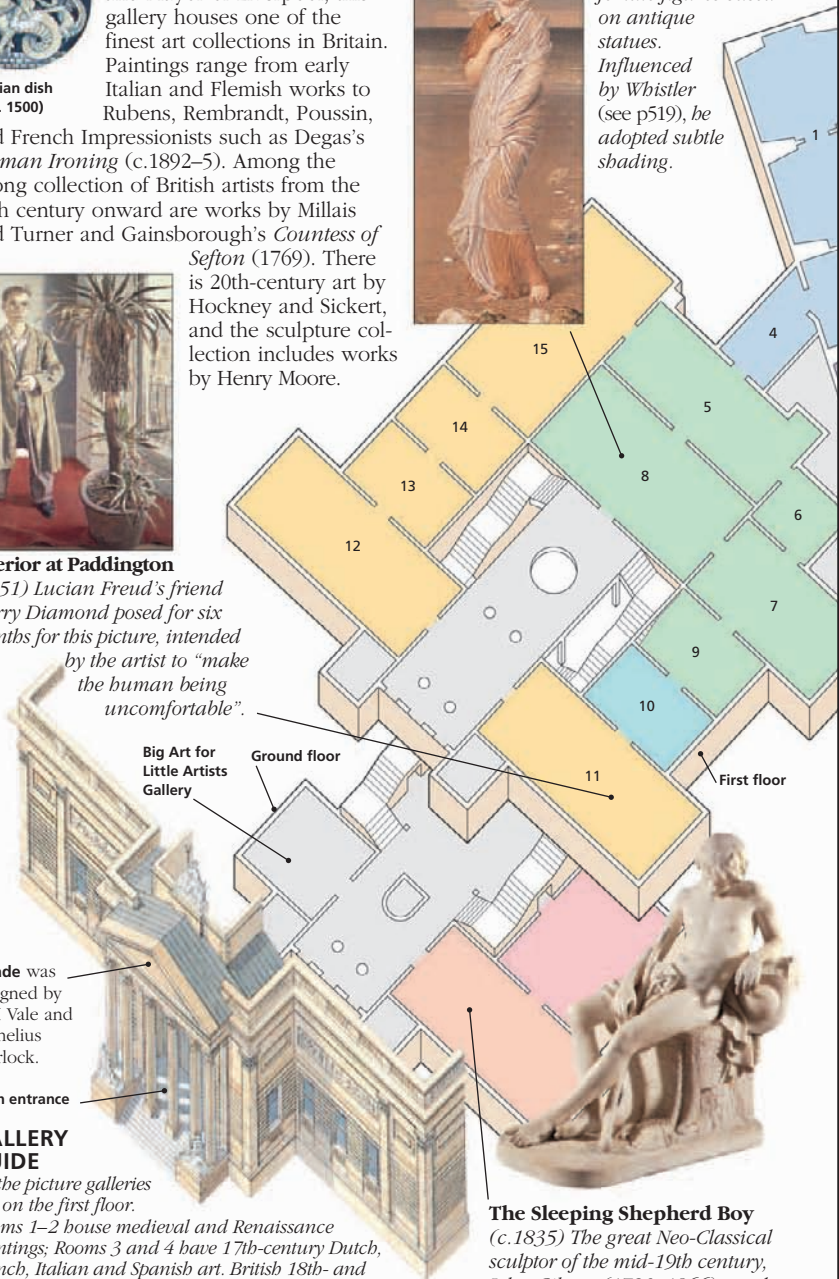 gallery houses one of the
finest art collections in Britain.
Paintings range from early
Italian and Flemish works to
Rubens, Rembrandt, Poussin,
French Impressionists such as Degas's
Ironing (c.1892–5). Among the
collection of British artists from the
century onward are works by Millais
Turner and Gainsborough's Countess of
Sefton (1769). There
is 20th-century art by
Hockney and Sickert,
and the sculpture col-
lection includes works
by Henry Moore.
ian dish
1500)
on antique
statues.
Influenced
by Whistler
(see p519), he
adopted subtle
shading.
1
4
15
5
14
8
13
6
12
7
9
10
11
First floor
erior at Paddington
51) Lucian Freud's friend
rry Diamond posed for six
nths for this picture, intended
by the artist to "make
the human being
uncomfortable".
Big Art for
Little Artists
Gallery
Ground floor
ade was
igned by
Vale and
nelius
rlock.
n entrance
ALLERY
UIDE
the picture galleries
on the first floor.
ms 1–2 house medieval and Renaissance
ntings; Rooms 3 and 4 have 17th-century Dutch,
nch, Italian and Spanish art. British 18th- and
The Sleeping Shepherd Boy
(c.1835) The great Neo-Classical
sculptor of the mid-19th century,